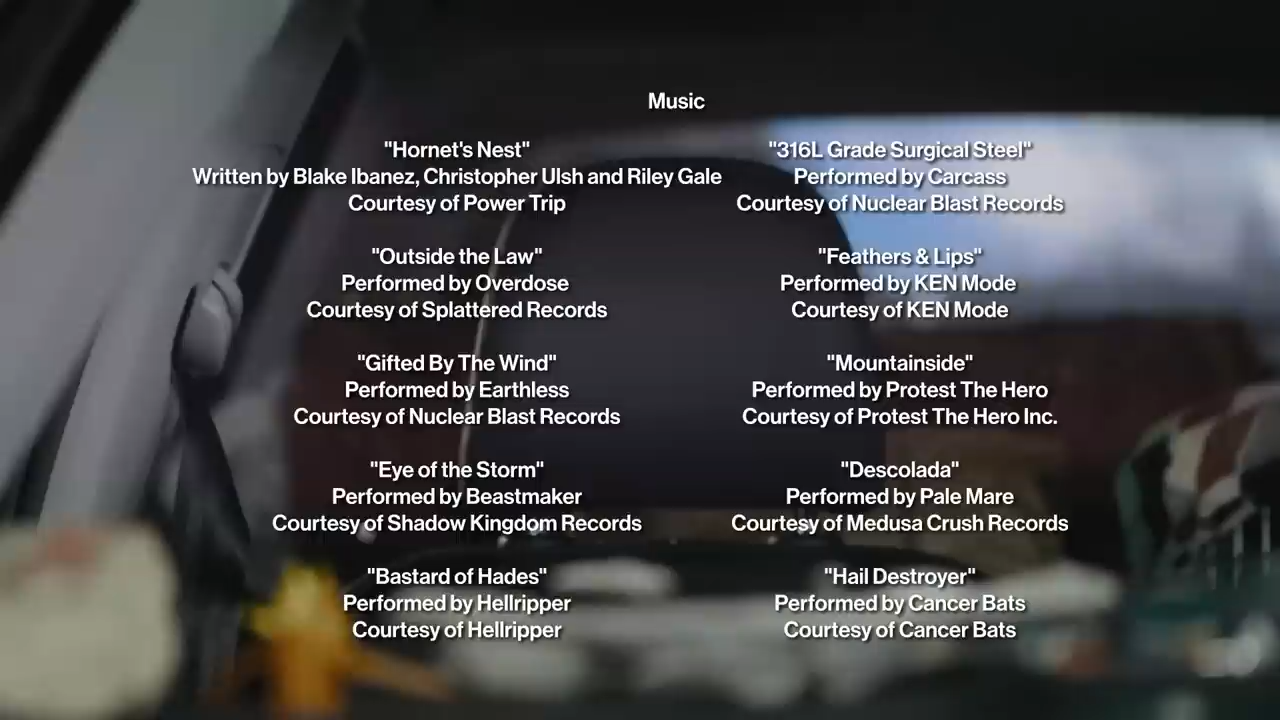 Music
"Hornet's Nest"
Written by Blake Ibanez, Christopher Ulsh and Riley Gale
Courtesy of Power Trip
"Outside the Law"
Performed by Overdose
Courtesy of Splattered Records
"Gifted By The Wind"
Performed by Earthless
Courtesy of Nuclear Blast Records
"Eye of the Storm"
Performed by Beastmaker
Courtesy of Shadow Kingdom Records
"Bastard of Hades"
Performed by Hellripper
Courtesy of Hellripper
"316L Grade Surgical Steel"
Performed by Carcass
Courtesy of Nuclear Blast Records
"Feathers & Lips"
Performed by KEN Mode
Courtesy of KEN Mode
"Mountainside"
Performed by Protest The Hero
Courtesy of Protest The Hero Inc.
"Descolada"
Performed by Pale Mare
Courtesy of Medusa Crush Records
"Hail Destroyer"
Performed by Cancer Bats
Courtesy of Cancer Bats